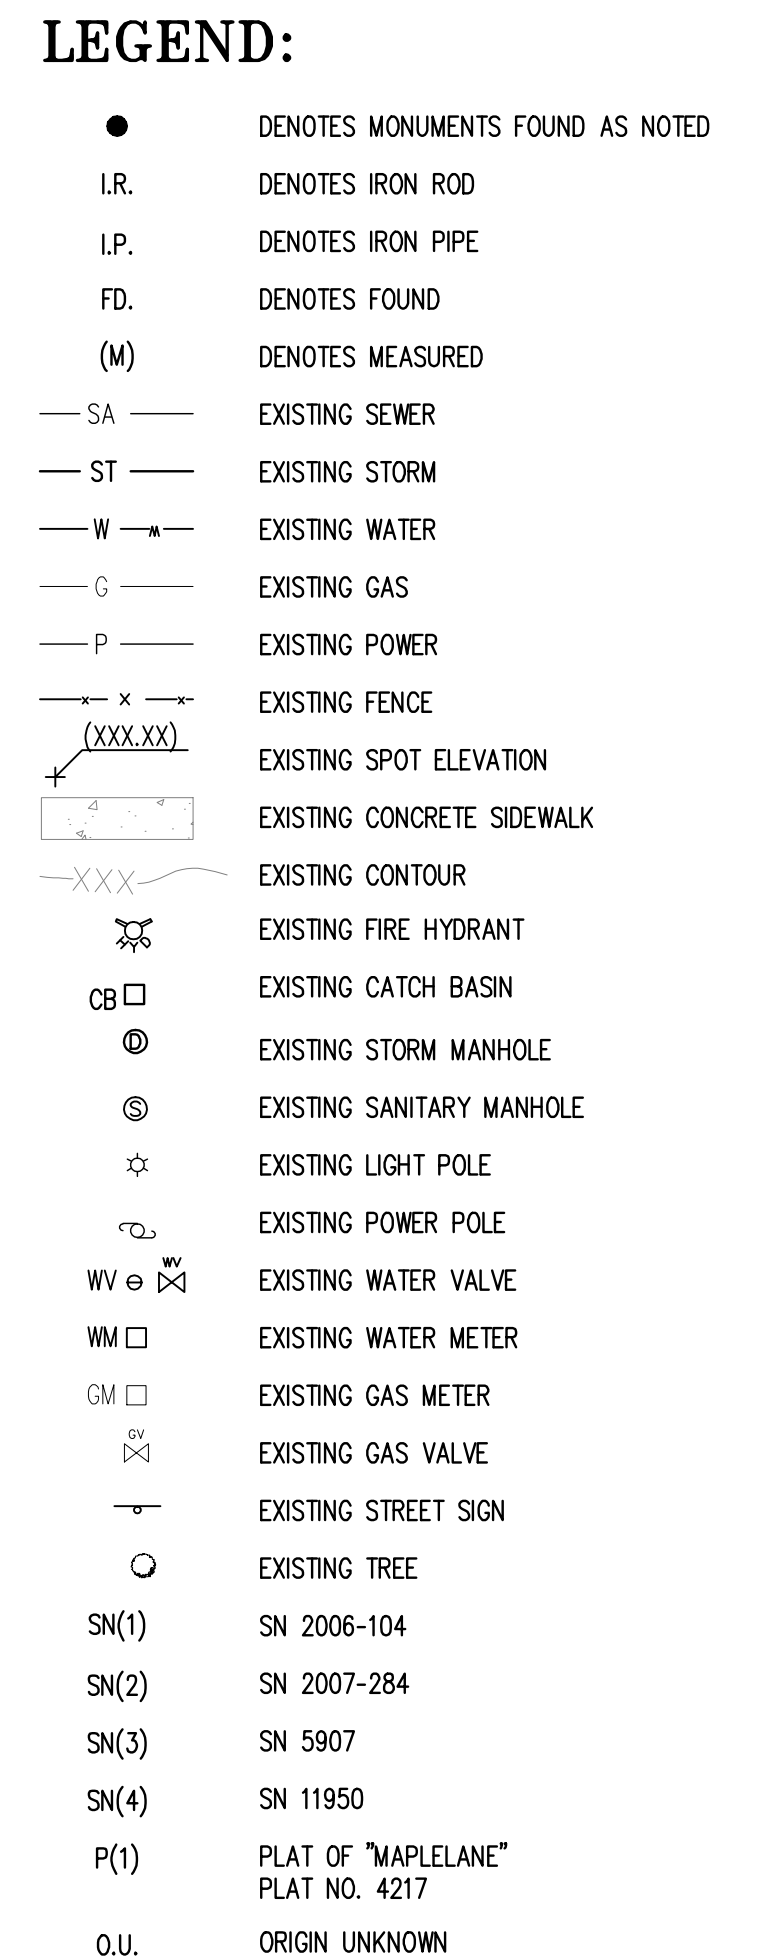 LEGEND:
DENOTES MONUMENTS FOUND AS NOTED
I.R. DENOTES IRON ROD
I.P. DENOTES IRON PIPE
FD. DENOTES FOUND
(M) DENOTES MEASURED
SA EXISTING SEWER
ST EXISTING STORM
W EXISTING WATER
G EXISTING GAS
P EXISTING POWER
X X X EXISTING FENCE
(XXX.XX) EXISTING SPOT ELEVATION
EXISTING CONCRETE SIDEWALK
XXX EXISTING CONTOUR
EXISTING FIRE HYDRANT
CB EXISTING CATCH BASIN
D EXISTING STORM MANHOLE
S EXISTING SANITARY MANHOLE
EXISTING LIGHT POLE
EXISTING POWER POLE
WV WV EXISTING WATER VALVE
WM EXISTING WATER METER
GM EXISTING GAS METER
GV EXISTING GAS VALVE
EXISTING STREET SIGN
EXISTING TREE
SN(1) SN 2006-104
SN(2) SN 2007-284
SN(3) SN 5907
SN(4) SN 11950
P(1) PLAT OF "MAPLELANE"
PLAT NO. 4217
O.U. ORIGIN UNKNOWN